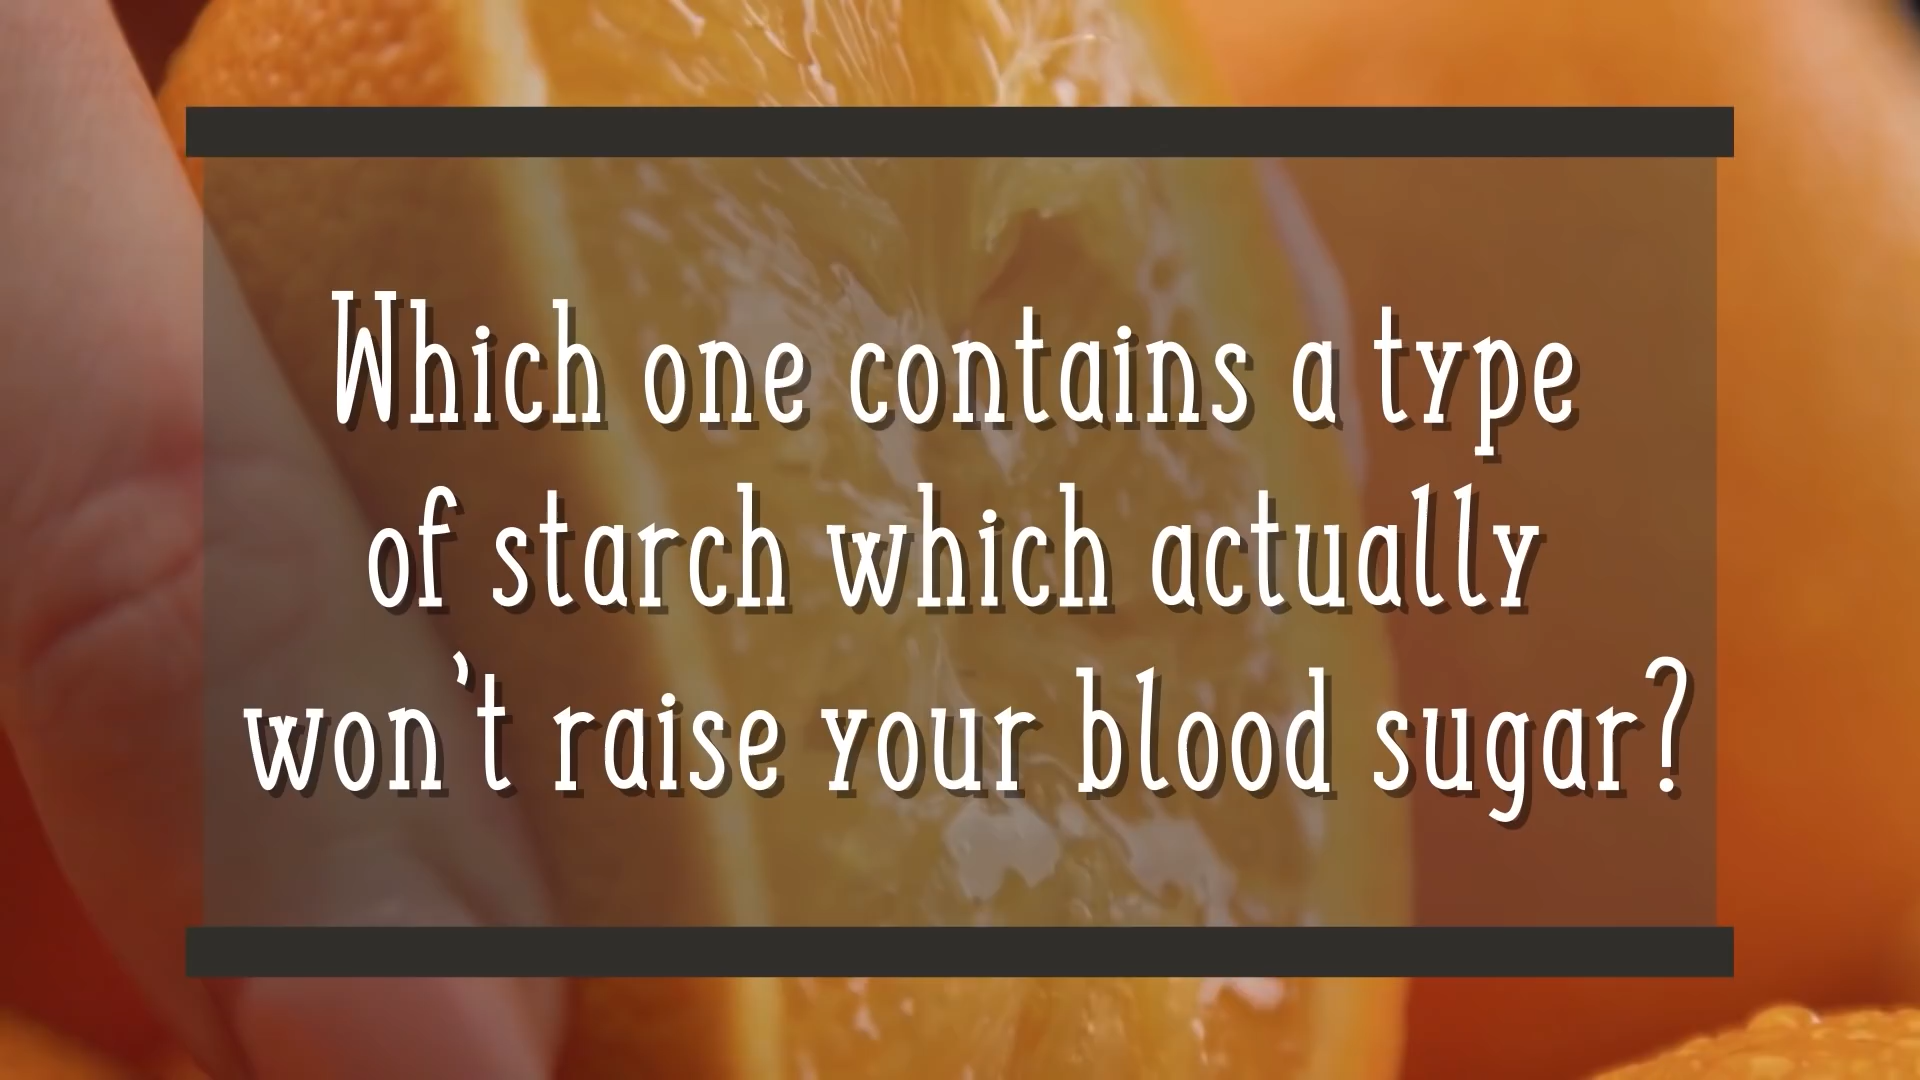 Which one contains a type
of starch which actually
won't raise your blood sugar?